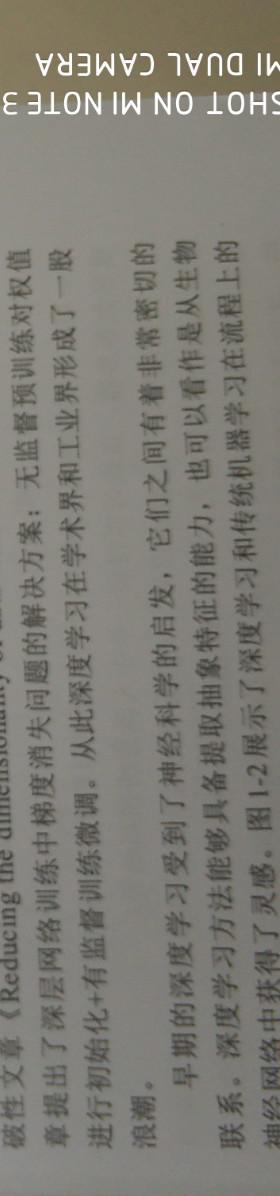 破性文章《Reducing the dimensionality
章提出了深层网络训练中梯度消失问题的解决方案：无监督预训练对权值
进行初始化+有监督训练微调。从此深度学习在学术界和工业界形成了一股
浪潮。
早期的深度学习受到了神经科学的启发，它们之间有着非常密切的
联系。深度学习方法能够具备提取抽象特征的能力，也可以看作是从生物
神经网络中获得了灵感。图1-2展示了深度学习和传统机器学习在流程上的
SHOT ON MI NOTE 3
MI DUAL CAMERA